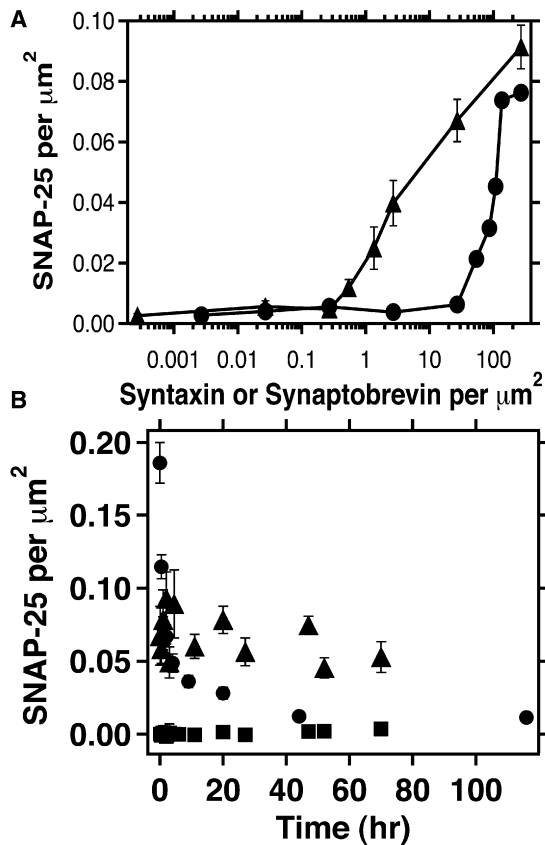 A
SNAP-25 per μm²
0.10
0.08
0.06
0.04
0.02
0.00
0.001 0.01 0.1 1 10 100
Syntaxin or Synaptobrevin per μm²
B
SNAP-25 per μm²
0.20
0.15
0.10
0.05
0.00
0 20 40 60 80 100
Time (hr)